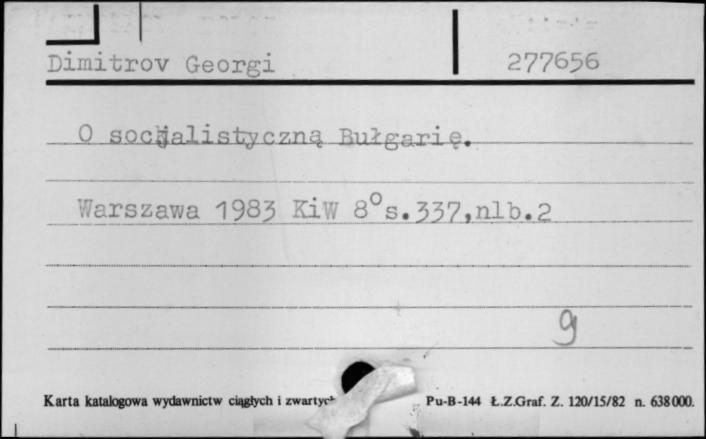 Dimitrov Georgi 277656
O socjalistyczną Bułgarię.
Warszawa 1983 KiW 8° s.337,nlb.2
9
Karta katalogowa wydawnictw ciągłych i zwartych Pu-B-144 Ł.Z.Graf. Z. 120/15/82 n. 638000.